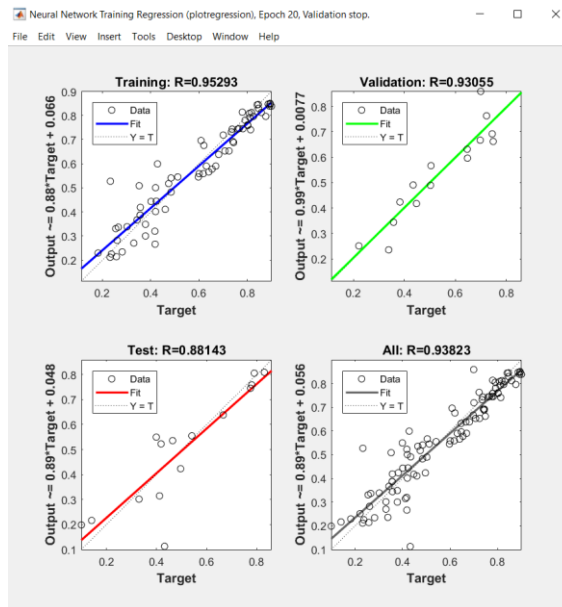 Neural Network Training Regression (plotregression), Epoch 20, Validation stop.
File Edit View Insert Tools Desktop Window Help
Training: R=0.95293
Output ~= 0.88*Target + 0.066
0.9
0.8
0.7
0.6
0.5
0.4
0.3
0.2
Data
Fit
Y = T
0.2 0.4 0.6 0.8
Target
Validation: R=0.93055
Output ~= 0.99*Target + 0.0077
0.8
0.7
0.6
0.5
0.4
0.3
0.2
Data
Fit
Y = T
0.2 0.4 0.6 0.8
Target
Test: R=0.88143
Output ~= 0.89*Target + 0.048
0.8
0.7
0.6
0.5
0.4
0.3
0.2
0.1
Data
Fit
Y = T
0.2 0.4 0.6 0.8
Target
All: R=0.93823
Output ~= 0.89*Target + 0.056
0.8
0.7
0.6
0.5
0.4
0.3
0.2
0.1
Data
Fit
Y = T
0.2 0.4 0.6 0.8
Target